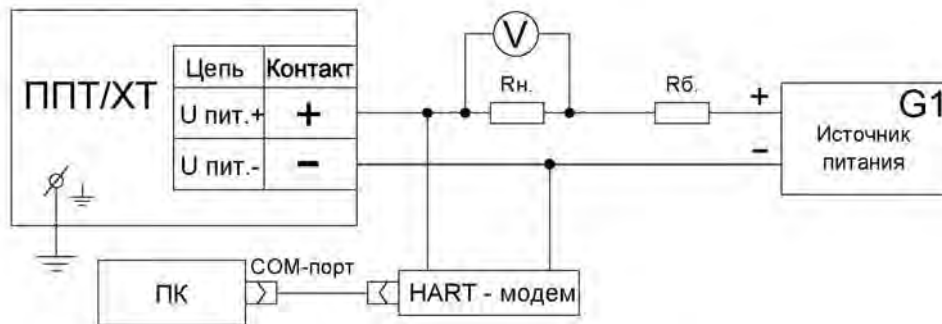 ППТ/ХТ
Цепь Контакт
U пит.+ +
U пит.- −
V
Rн.
Rб.
+
−
G1
Источник
питания
ПК
COM-порт
HART - модем